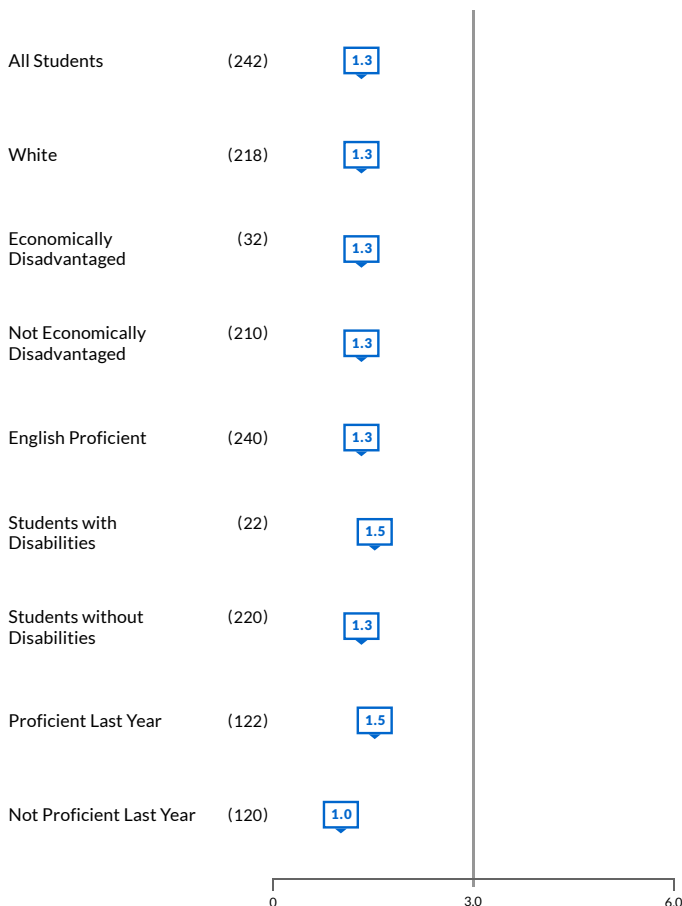 All Students (242) 1.3
White (218) 1.3
Economically (32) 1.3
Disadvantaged
Not Economically (210) 1.3
Disadvantaged
English Proficient (240) 1.3
Students with (22) 1.5
Disabilities
Students without (220) 1.3
Disabilities
Proficient Last Year (122) 1.5
Not Proficient Last Year (120) 1.0
0 3.0 6.0